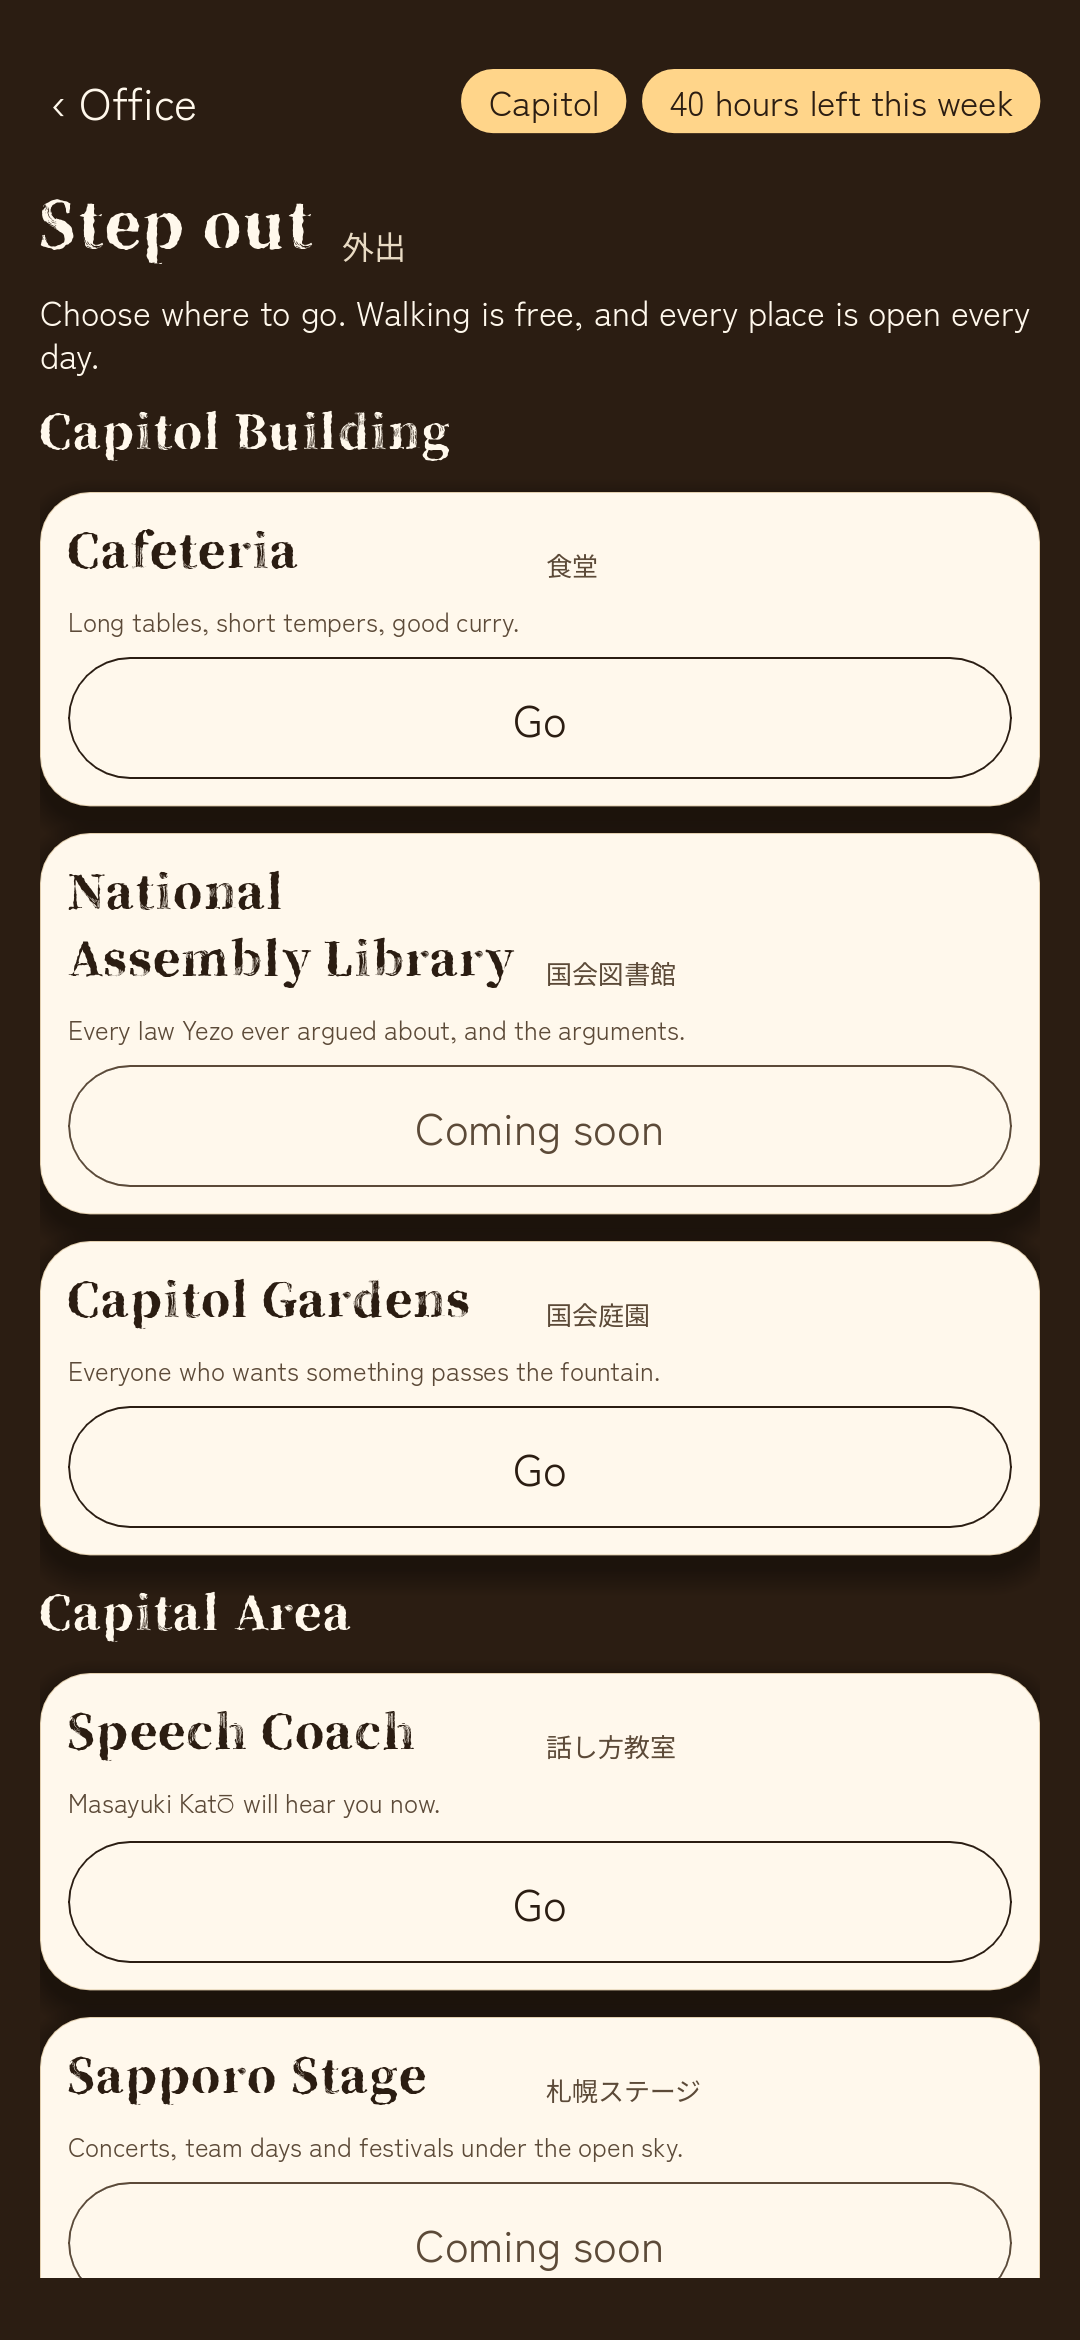 ‹ Office
Capitol
40 hours left this week
Step out 外出
Choose where to go. Walking is free, and every place is open every
day.
Capitol Building
Cafeteria 食堂
Long tables, short tempers, good curry.
Go
National
Assembly Library 国会図書館
Every law Yezo ever argued about, and the arguments.
Coming soon
Capitol Gardens 国会庭園
Everyone who wants something passes the fountain.
Go
Capital Area
Speech Coach 話し方教室
Masayuki Katō will hear you now.
Go
Sapporo Stage 札幌ステージ
Concerts, team days and festivals under the open sky.
Coming soon